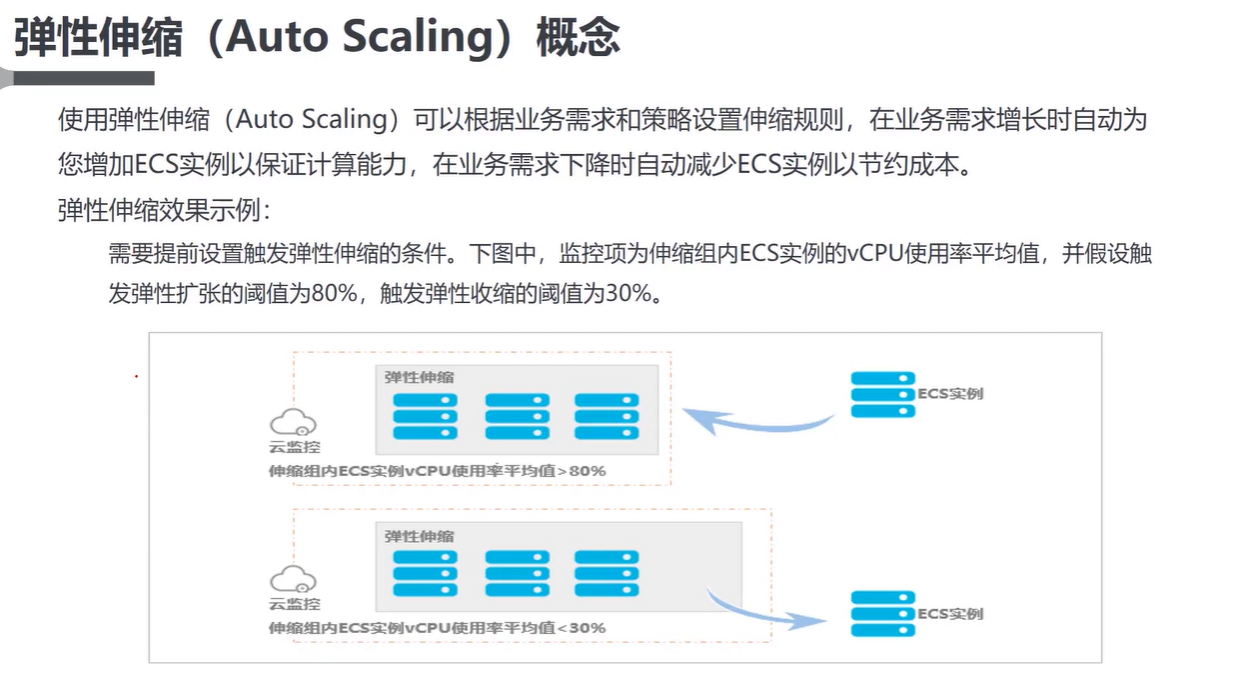 弹性伸缩（Auto Scaling）概念
使用弹性伸缩（Auto Scaling）可以根据业务需求和策略设置伸缩规则，在业务需求增长时自动为
您增加ECS实例以保证计算能力，在业务需求下降时自动减少ECS实例以节约成本。
弹性伸缩效果示例：
需要提前设置触发弹性伸缩的条件。下图中，监控项为伸缩组内ECS实例的vCPU使用率平均值，并假设触
发弹性扩张的阈值为80%，触发弹性收缩的阈值为30%。
弹性伸缩
ECS实例
云监控
伸缩组内ECS实例vCPU使用率平均值>80%
弹性伸缩
云监控
ECS实例
伸缩组内ECS实例vCPU使用率平均值<30%